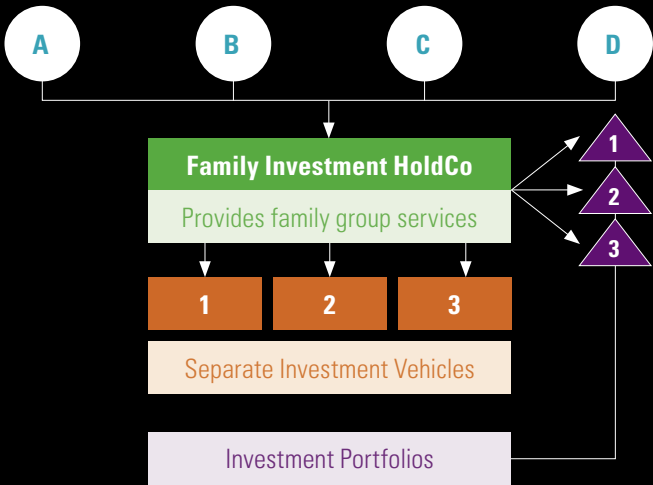 A B C D
Family Investment HoldCo
Provides family group services
1
2
3
1 2 3
Separate Investment Vehicles
Investment Portfolios